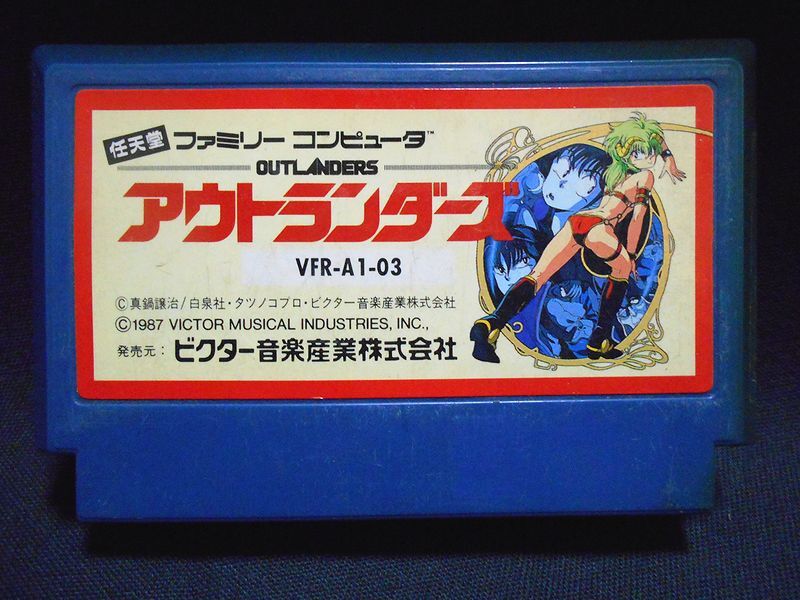 任天堂 ファミリー コンピュータ™
OUTLANDERS
アウトランダーズ
VFR-A1-03
©真鍋譲治/白泉社・タツノコプロ・ビクター音楽産業株式会社
©1987 VICTOR MUSICAL INDUSTRIES, INC.,
発売元：ビクター音楽産業株式会社